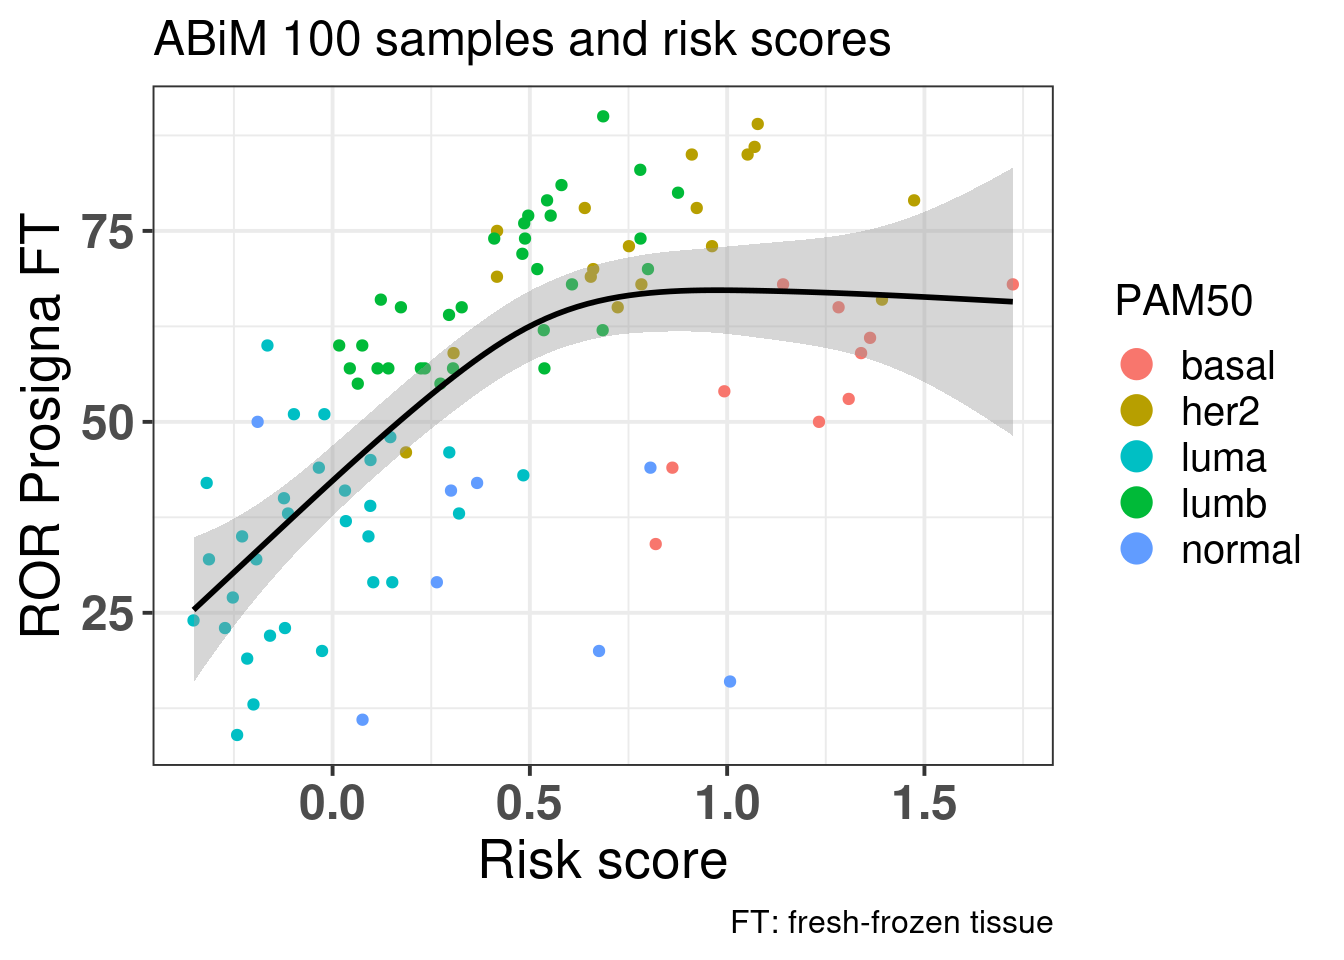 ABiM 100 samples and risk scores
ROR Prosigna FT
75
50
25
0.0 0.5 1.0 1.5
Risk score
PAM50
basal
her2
luma
lumb
normal
FT: fresh-frozen tissue